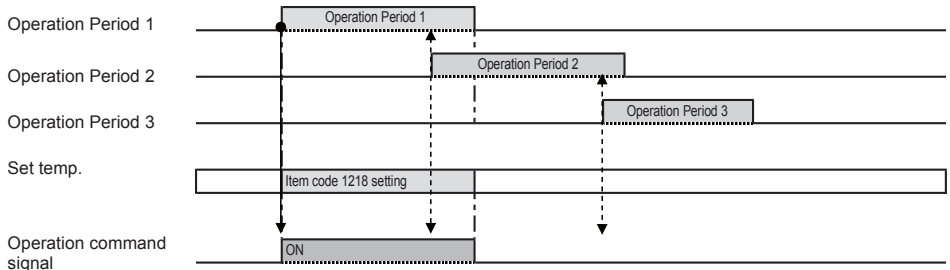 Operation Period 1
Operation Period 1
Operation Period 2
Operation Period 2
Operation Period 3
Operation Period 3
Set temp.
Item code 1218 setting
Operation command
signal
ON